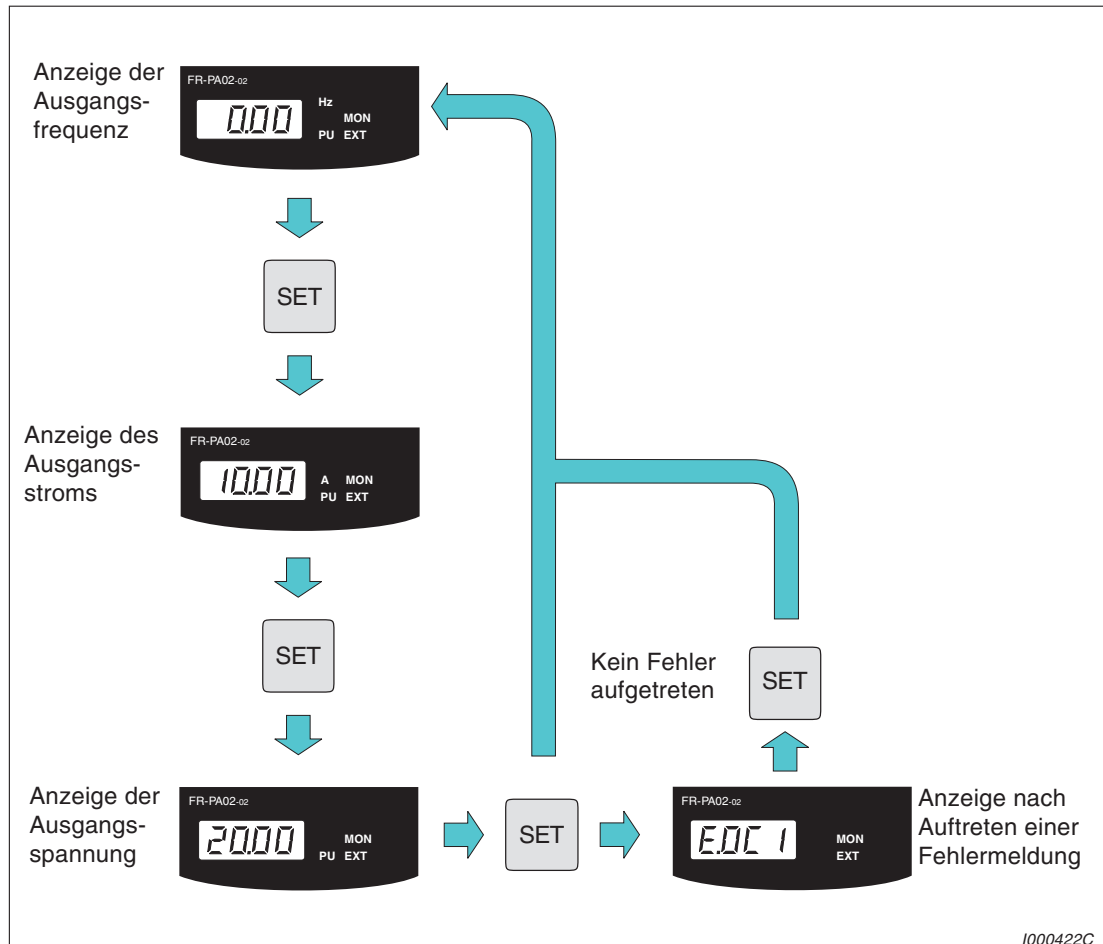 Anzeige der
Ausgangs-
frequenz
FR-PA02-02
0.00
Hz
MON
PU EXT
SET
Anzeige des
Ausgangs-
stroms
FR-PA02-02
10.00
A MON
PU EXT
SET
Anzeige der
Ausgangs-
spannung
FR-PA02-02
20.00
MON
PU EXT
SET
Kein Fehler
aufgetreten
SET
FR-PA02-02
E.OC 1
MON
EXT
Anzeige nach
Auftreten einer
Fehlermeldung
I000422C